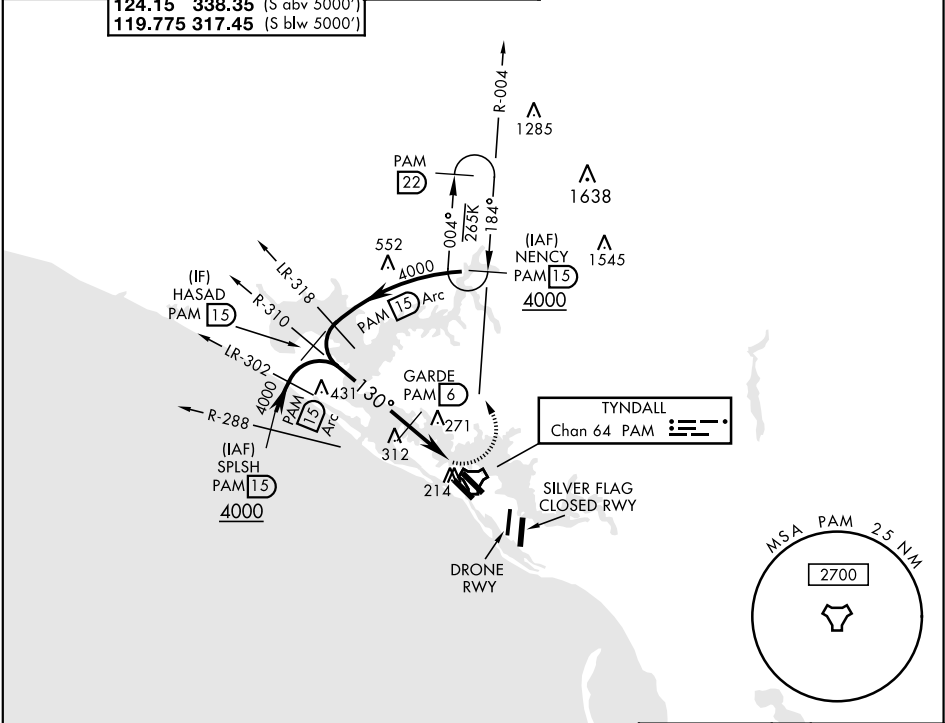 124.15 338.35 (S abv 5000')
119.775 317.45 (S blw 5000')
R-004
1285
PAM
22
1638
004°
265K
184°
552
4000
(IAF)
NENCY
PAM 15
4000
1545
LR-318
(IF)
HASAD
PAM 15
R-310
PAM 15 Arc
LR-302
4000
PAM 15 Arc
431
130°
GARDE
PAM 6
271
R-288
312
TYNDALL
Chan 64 PAM
(IAF)
SPLSH
PAM 15
4000
214
SILVER FLAG
CLOSED RWY
DRONE
RWY
MSA PAM 25 NM
2700